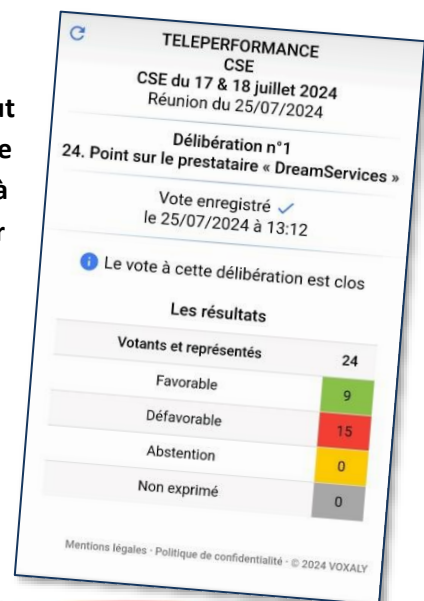 ut
e
à
r
TELEPERFORMANCE
CSE
CSE du 17 & 18 juillet 2024
Réunion du 25/07/2024
Délibération n°1
24. Point sur le prestataire « DreamServices »
Vote enregistré ✓
le 25/07/2024 à 13:12
Le vote à cette délibération est clos
Les résultats
Votants et représentés 24
Favorable 9
Défavorable 15
Abstention 0
Non exprimé 0
Mentions légales · Politique de confidentialité · © 2024 VOXALY